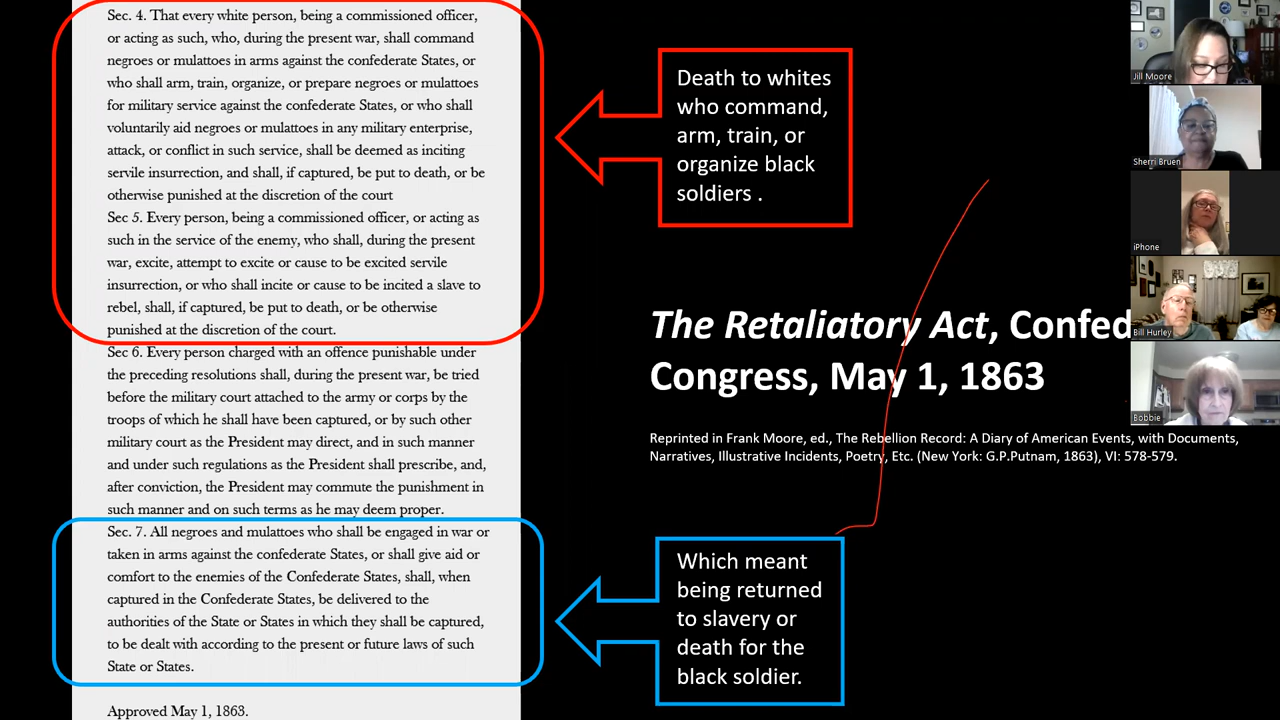 Sec. 4. That every white person, being a commissioned officer,
or acting as such, who, during the present war, shall command
negroes or mulattoes in arms against the confederate States, or
who shall arm, train, organize, or prepare negroes or mulattoes
for military service against the confederate States, or who shall
voluntarily aid negroes or mulattoes in any military enterprise,
attack, or conflict in such service, shall be deemed as inciting
servile insurrection, and shall, if captured, be put to death, or be
otherwise punished at the discretion of the court
Sec 5. Every person, being a commissioned officer, or acting as
such in the service of the enemy, who shall, during the present
war, excite, attempt to excite or cause to be excited servile
insurrection, or who shall incite or cause to be incited a slave to
rebel, shall, if captured, be put to death, or be otherwise
punished at the discretion of the court.
Sec 6. Every person charged with an offence punishable under
the preceding resolutions shall, during the present war, be tried
before the military court attached to the army or corps by the
troops of which he shall have been captured, or by such other
military court as the President may direct, and in such manner
and under such regulations as the President shall prescribe, and,
after conviction, the President may commute the punishment in
such manner and on such terms as he may deem proper.
Sec. 7. All negroes and mulattoes who shall be engaged in war or
taken in arms against the confederate States, or shall give aid or
comfort to the enemies of the Confederate States, shall, when
captured in the Confederate States, be delivered to the
authorities of the State or States in which they shall be captured,
to be dealt with according to the present or future laws of such
State or States.
Approved May 1, 1863.
Death to whites
who command,
arm, train, or
organize black
soldiers .
The Retaliatory Act, Confed
Congress, May 1, 1863
Reprinted in Frank Moore, ed., The Rebellion Record: A Diary of American Events, with Documents,
Narratives, Illustrative Incidents, Poetry, Etc. (New York: G.P.Putnam, 1863), VI: 578-579.
Which meant
being returned
to slavery or
death for the
black soldier.
Jill Moore
Sherri Bruen
iPhone
Bill Hurley
Bobbie